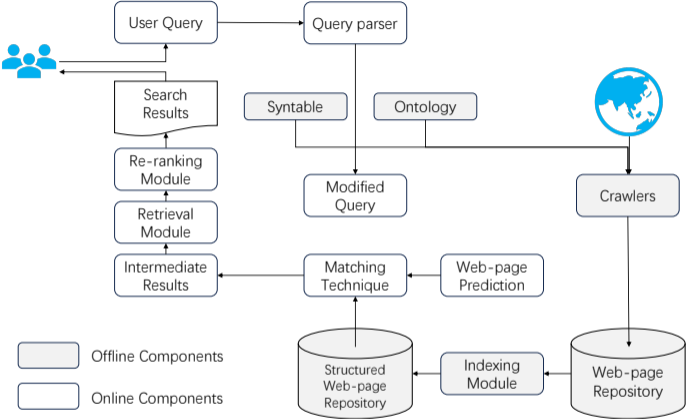 User Query
Query parser
Search
Results
Syntable
Ontology
Re-ranking
Module
Modified
Query
Crawlers
Retrieval
Module
Intermediate
Results
Matching
Technique
Web-page
Prediction
Offline Components
Structured
Web-page
Repository
Indexing
Module
Web-page
Repository
Online Components